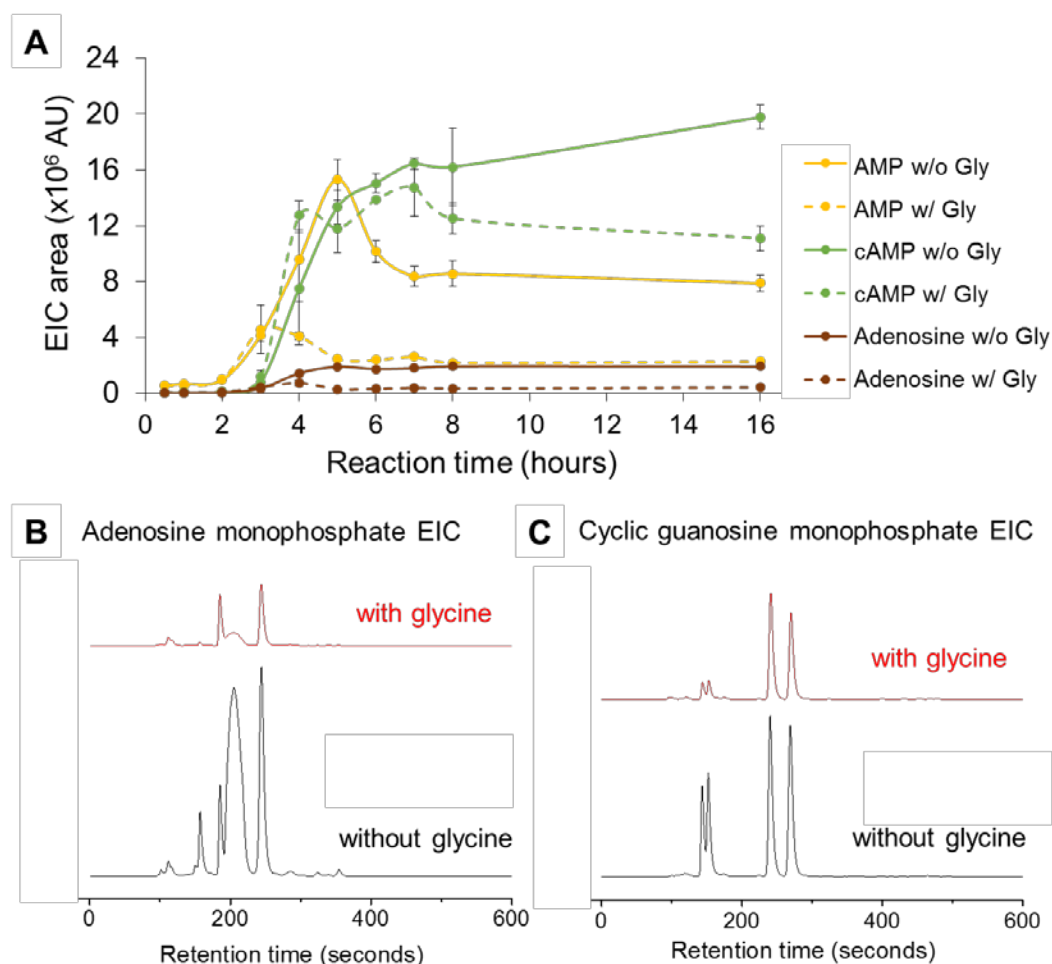 A
EIC area (x10⁶ AU)
24
20
16
12
8
4
0
0 2 4 6 8 10 12 14 16
Reaction time (hours)
AMP w/o Gly
AMP w/ Gly
cAMP w/o Gly
cAMP w/ Gly
Adenosine w/o Gly
Adenosine w/ Gly
B Adenosine monophosphate EIC
with glycine
without glycine
0 200 400 600
Retention time (seconds)
C Cyclic guanosine monophosphate EIC
with glycine
without glycine
0 200 400 600
Retention time (seconds)